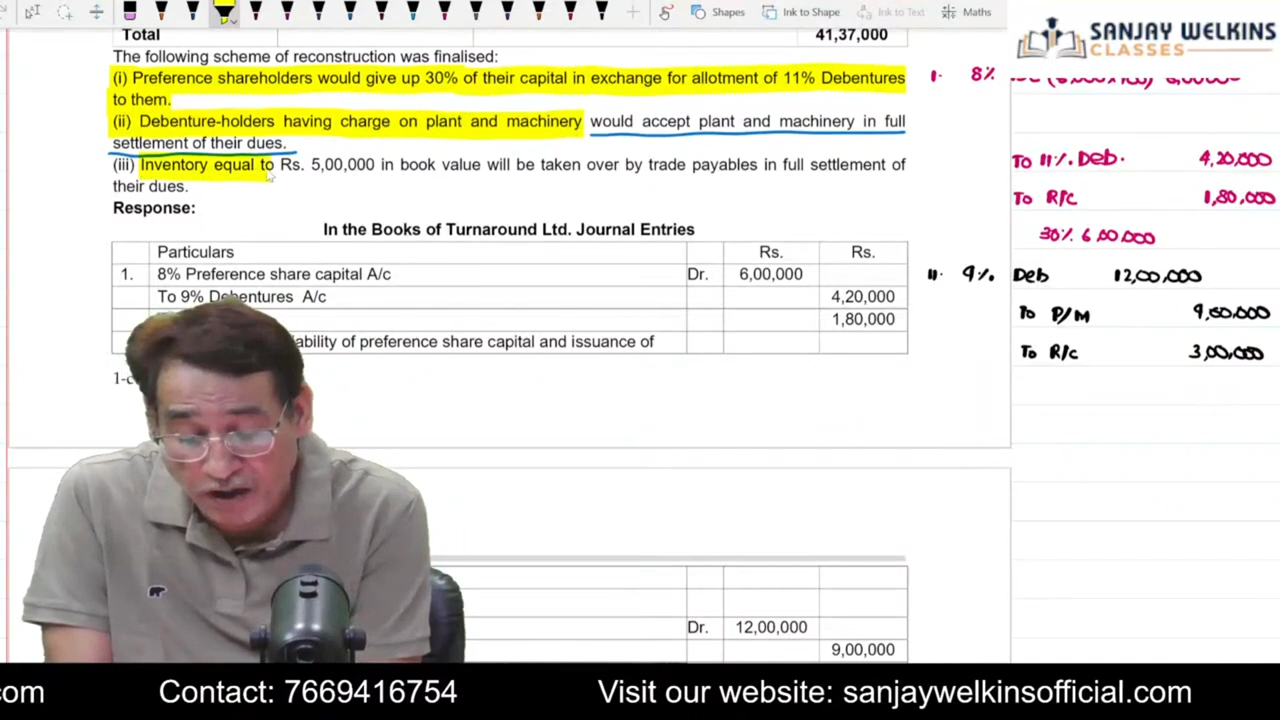 Shapes Ink to Shape Ink to Text Maths
SANJAY WELKINS
CLASSES
Total 41,37,000
The following scheme of reconstruction was finalised:
(i) Preference shareholders would give up 30% of their capital in exchange for allotment of 11% Debentures
to them.
(ii) Debenture-holders having charge on plant and machinery would accept plant and machinery in full
settlement of their dues.
(iii) Inventory equal to Rs. 5,00,000 in book value will be taken over by trade payables in full settlement of
their dues.
Response:
In the Books of Turnaround Ltd. Journal Entries
Particulars Rs. Rs.
1. 8% Preference share capital A/c Dr. 6,00,000
To 9% Debentures A/c 4,20,000
1,80,000
iability of preference share capital and issuance of
1-c
Dr. 12,00,000
9,00,000
I. 8%
To 11% Deb. 4,20,000
To R/C 1,80,000
30% 6,00,000
II. 9% Deb 12,00,000
To P/M 9,00,000
To R/C 3,00,000
com Contact: 7669416754 Visit our website: sanjaywelkinsofficial.com